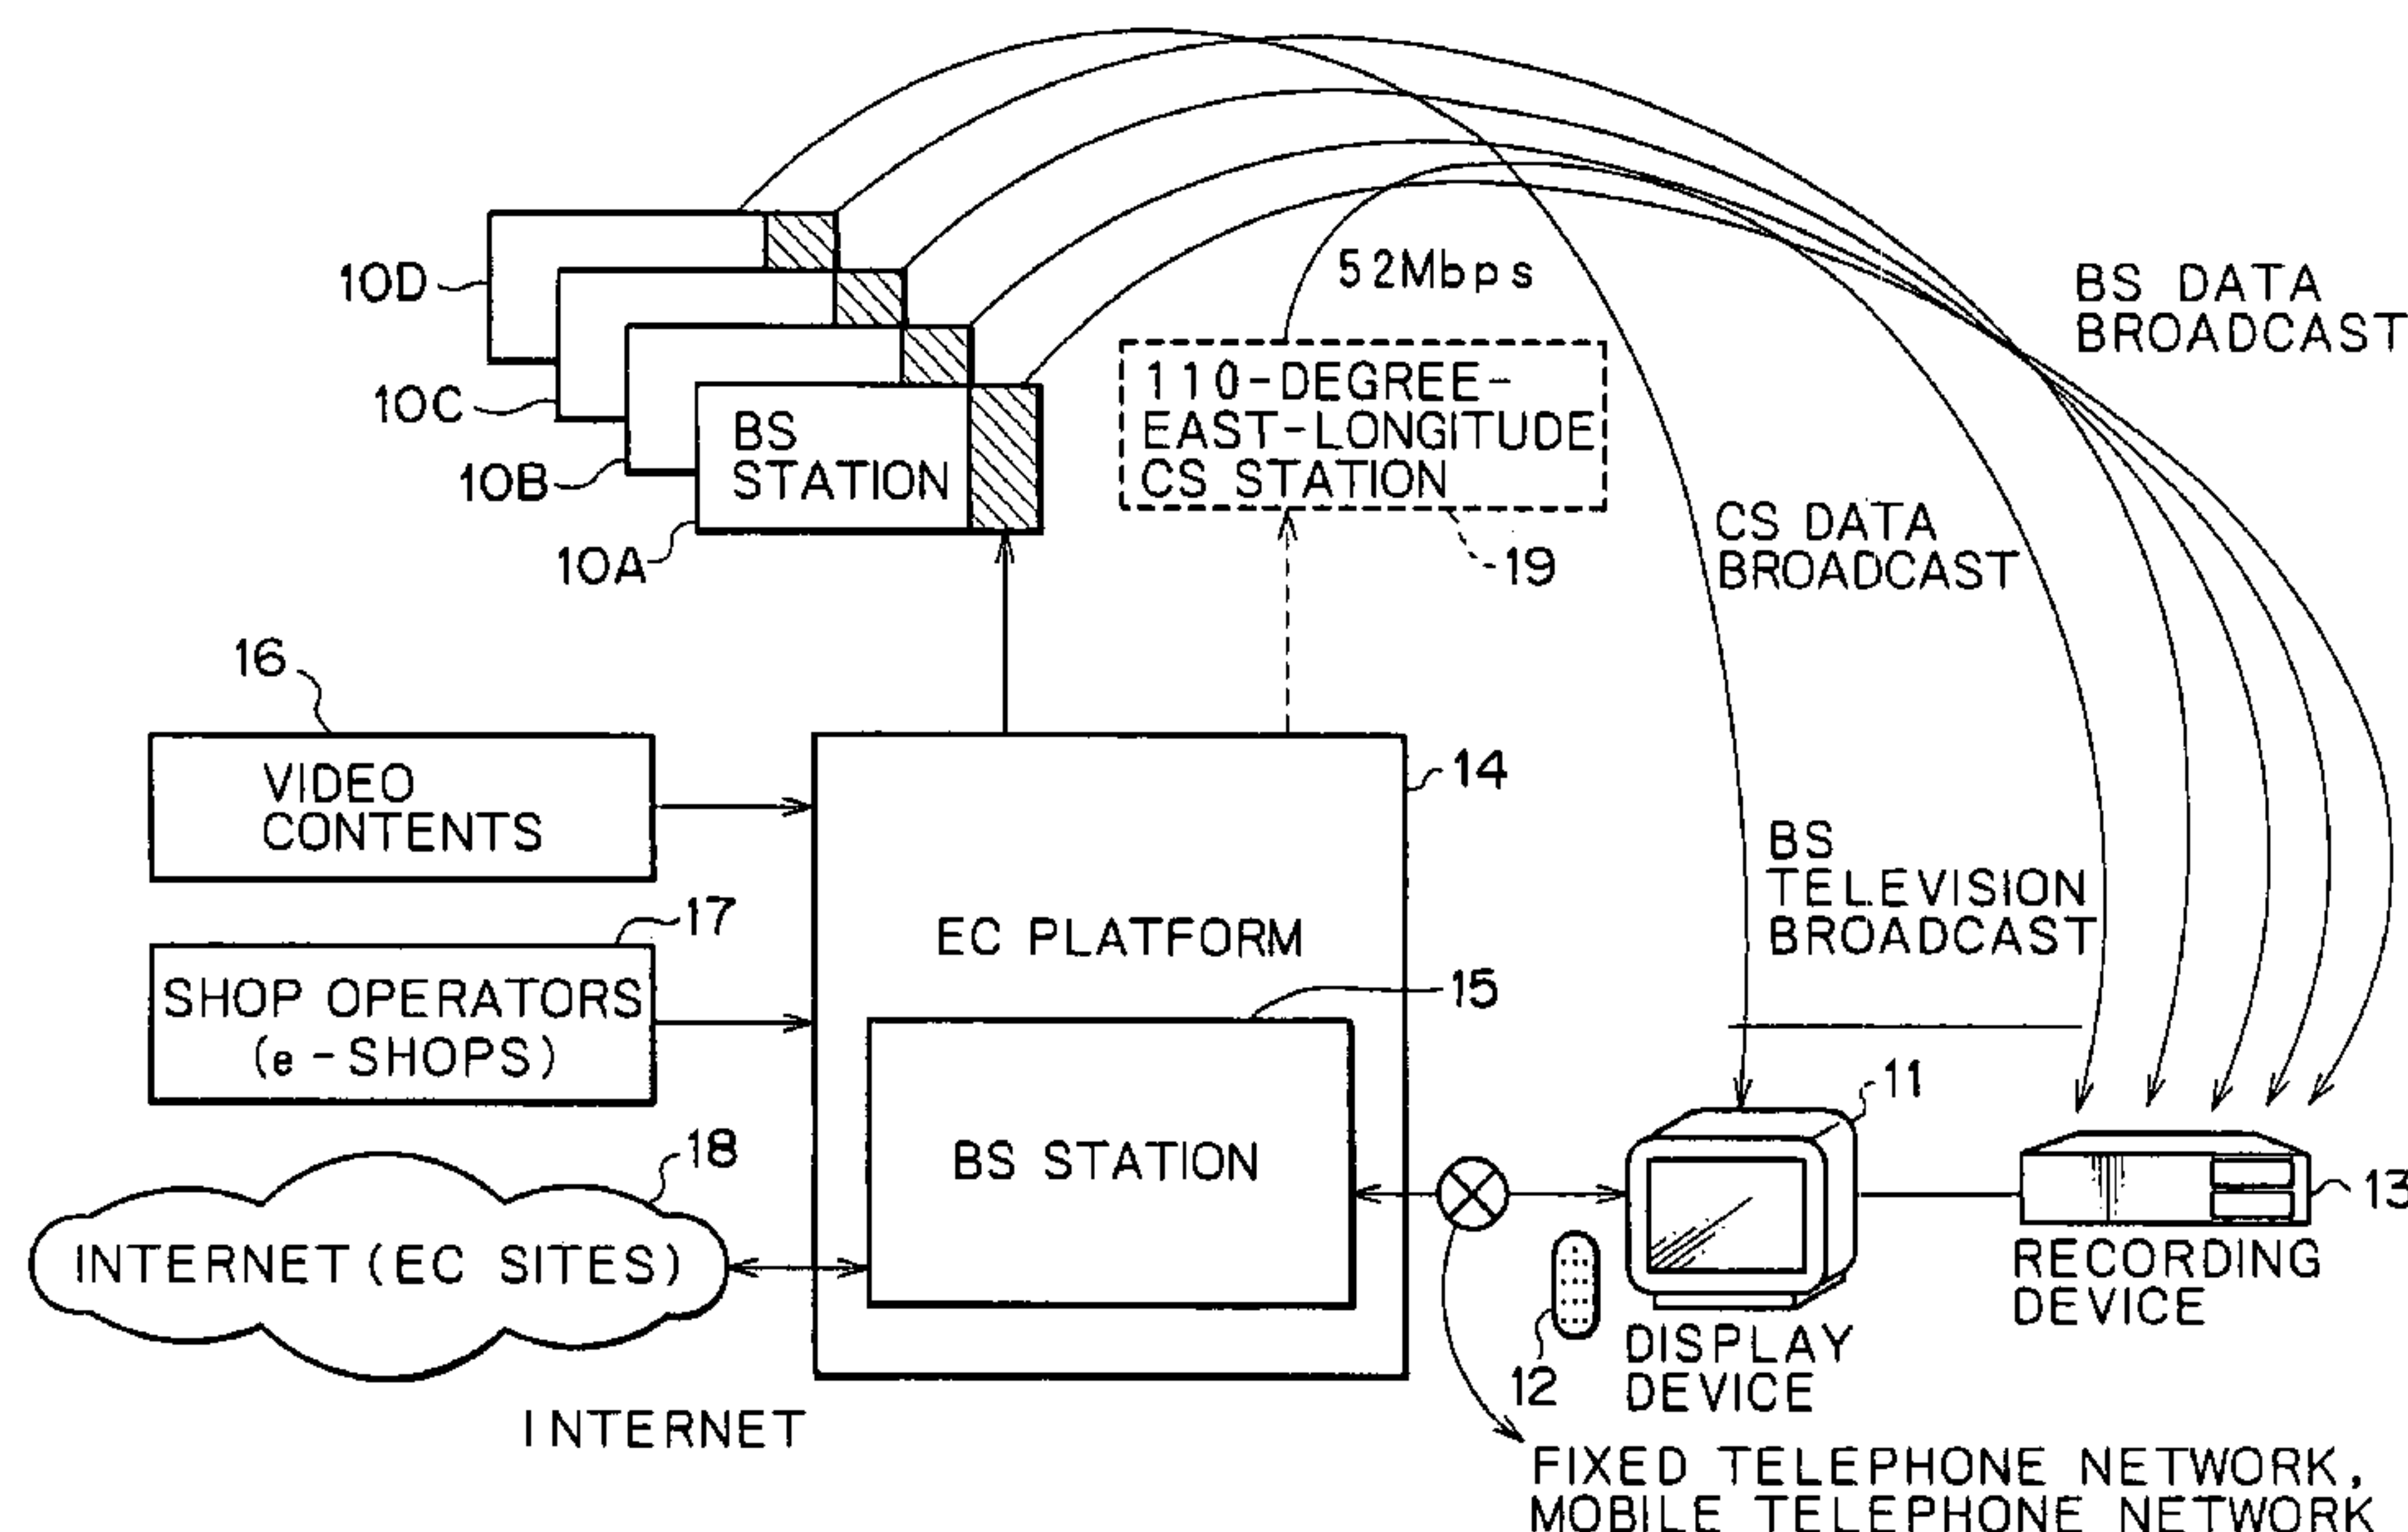 52Mbps
BS DATA
BROADCAST
10D
110-DEGREE-
EAST-LONGITUDE
CS STATION
10C
BS
STATION
10B
10A
19
CS DATA
BROADCAST
16
VIDEO
CONTENTS
14
BS
TELEVISION
BROADCAST
17
EC PLATFORM
SHOP OPERATORS
(e-SHOPS)
15
11
18
BS STATION
13
INTERNET (EC SITES)
RECORDING
DEVICE
12
DISPLAY
DEVICE
INTERNET
FIXED TELEPHONE NETWORK,
MOBILE TELEPHONE NETWORK